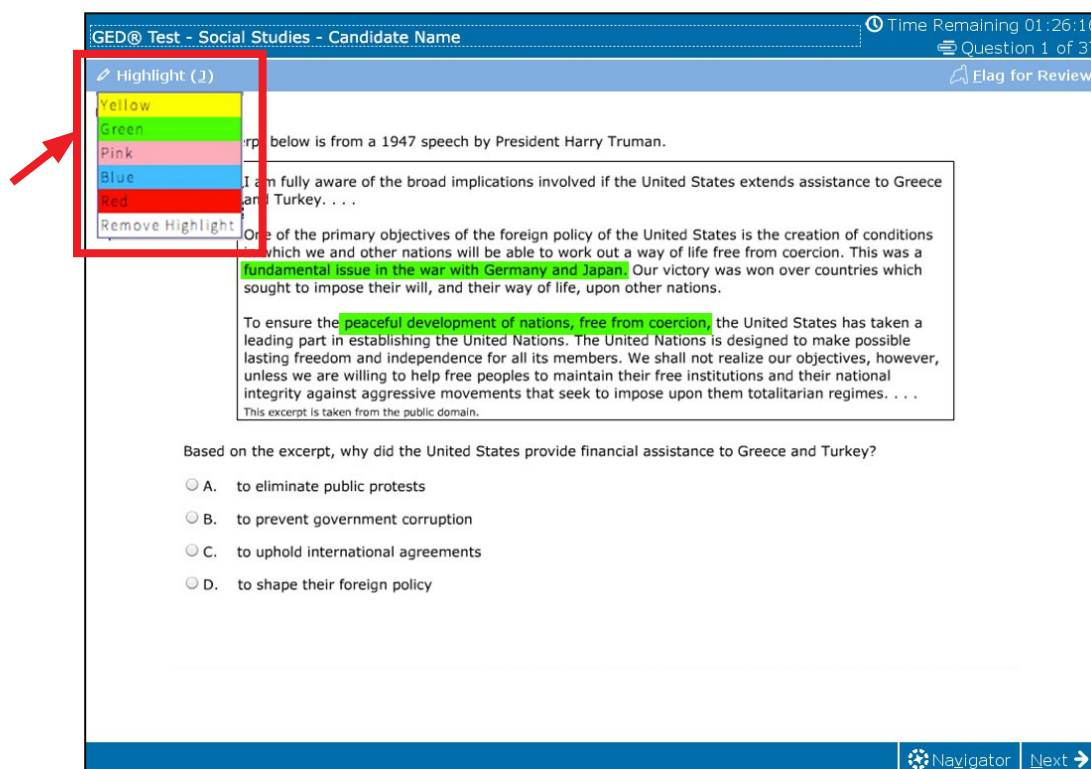 GED® Test - Social Studies - Candidate Name
Time Remaining 01:26:16
Question 1 of 37
Highlight (J)
Flag for Review
Yellow
Green
Pink
Blue
Red
Remove Highlight
below is from a 1947 speech by President Harry Truman.
I am fully aware of the broad implications involved if the United States extends assistance to Greece
and Turkey. . . .
One of the primary objectives of the foreign policy of the United States is the creation of conditions
in which we and other nations will be able to work out a way of life free from coercion. This was a
fundamental issue in the war with Germany and Japan. Our victory was won over countries which
sought to impose their will, and their way of life, upon other nations.
To ensure the peaceful development of nations, free from coercion, the United States has taken a
leading part in establishing the United Nations. The United Nations is designed to make possible
lasting freedom and independence for all its members. We shall not realize our objectives, however,
unless we are willing to help free peoples to maintain their free institutions and their national
integrity against aggressive movements that seek to impose upon them totalitarian regimes. . . .
This excerpt is taken from the public domain.
Based on the excerpt, why did the United States provide financial assistance to Greece and Turkey?
A. to eliminate public protests
B. to prevent government corruption
C. to uphold international agreements
D. to shape their foreign policy
Navigator
Next